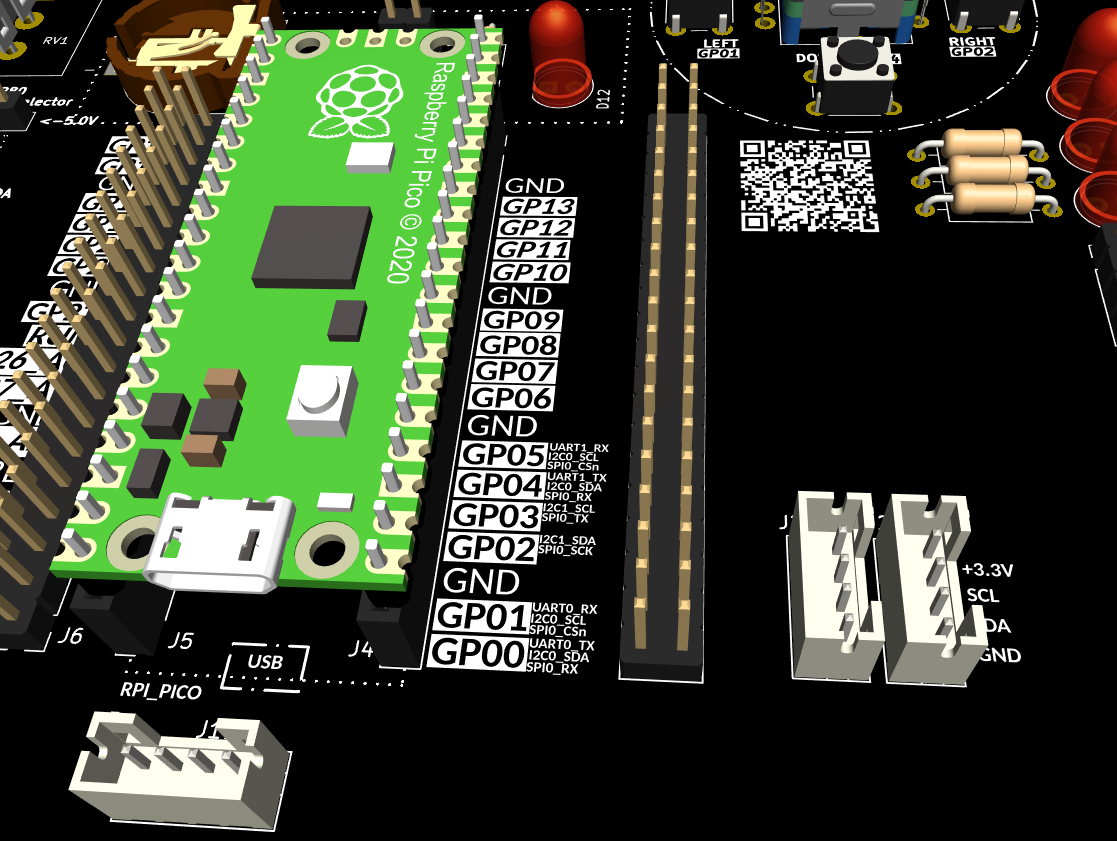 RV1
LEFT
GP01
RIGHT
GP02
<-5.0V
D12
Raspberry Pi Pico © 2020
GND
GP13
GP12
GP11
GP10
GND
GP09
GP08
GP07
GP06
GND
GP05 UART1_RX
I2C0_SCL
SPI0_CSn
GP04 UART1_TX
I2C0_SDA
SPI0_RX
GP03 I2C1_SCL
SPI0_TX
GP02 I2C1_SDA
SPI0_SCK
GND
GP01 UART0_RX
I2C0_SCL
SPI0_CSn
GP00 UART0_TX
I2C0_SDA
SPI0_RX
+3.3V
SCL
GND
J6
J5
USB
J4
RPI_PICO
J1